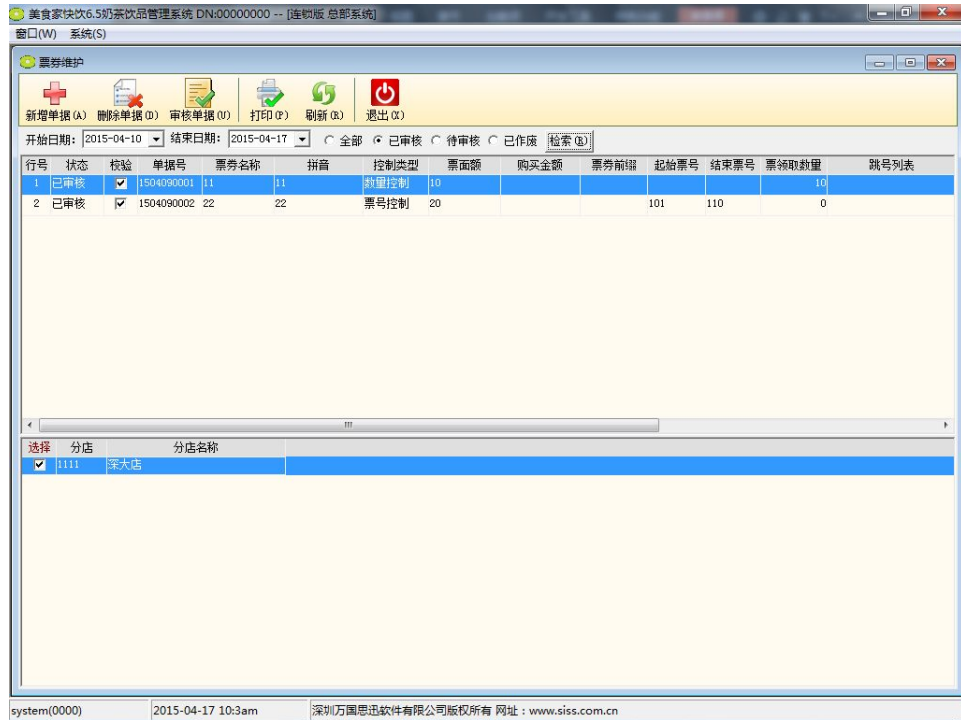 美食家快饮6.5奶茶饮品管理系统 DN:00000000 -- [连锁版 总部系统]
窗口(W) 系统(S)
票券维护
新增单据(A) 删除单据(D) 审核单据(U) 打印(P) 刷新(R) 退出(X)
开始日期: 2015-04-10 结束日期: 2015-04-17 全部 已审核 待审核 已作废 检索(R)
行号 状态 校验 单据号 票券名称 拼音 控制类型 票面额 购买金额 票券前缀 起始票号 结束票号 票领取数量 跳号列表
1 已审核 1504090001 11 11 数里控制 10 10
2 已审核 1504090002 22 22 票号控制 20 101 110 0
选择 分店 分店名称
1111 深大店
system(0000) 2015-04-17 10:3am 深圳万国思迅软件有限公司版权所有 网址：www.siss.com.cn